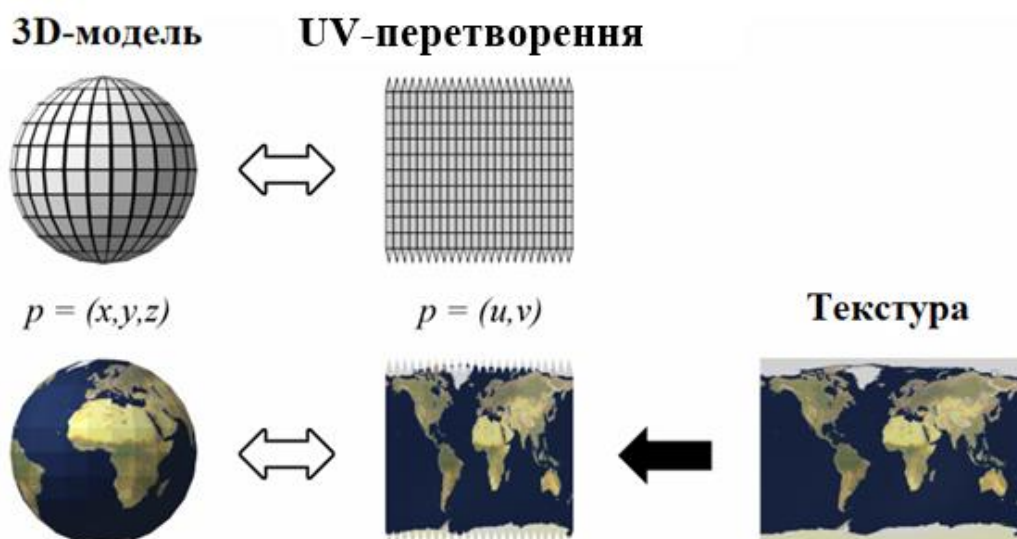 3D-модель
UV-перетворення
p = (x,y,z)
p = (u,v)
Текстура